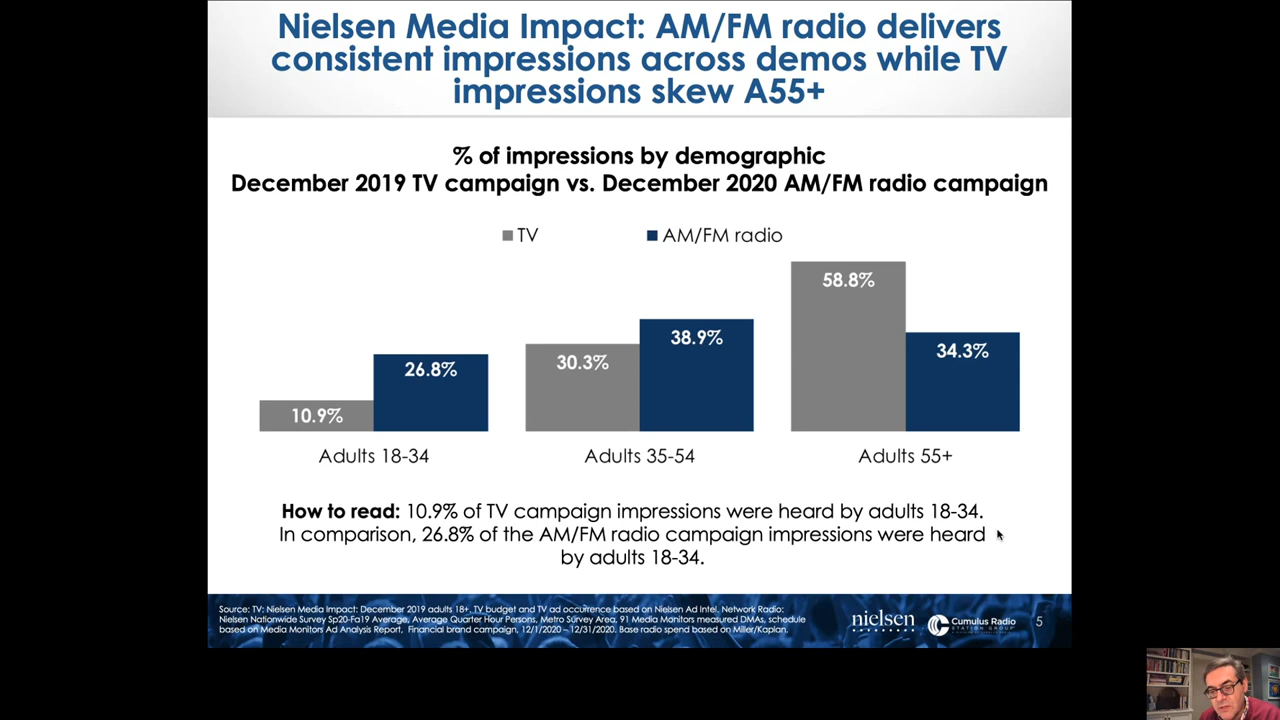 Nielsen Media Impact: AM/FM radio delivers
consistent impressions across demos while TV
impressions skew A55+
% of impressions by demographic
December 2019 TV campaign vs. December 2020 AM/FM radio campaign
TV AM/FM radio
58.8%
38.9%
34.3%
30.3%
26.8%
10.9%
Adults 18-34 Adults 35-54 Adults 55+
How to read: 10.9% of TV campaign impressions were heard by adults 18-34.
In comparison, 26.8% of the AM/FM radio campaign impressions were heard
by adults 18-34.
Source: TV: Nielsen Media Impact: December 2019 adults 18+, TV budget and TV ad occurrence based on Nielsen Ad Intel. Network Radio:
Nielsen Nationwide Survey Sp20-Fa19 Average, Average Quarter Hour Persons, Metro Survey Area, 91 Media Monitors measured DMAs, schedule
based on Media Monitors Ad Analysis Report, Financial brand campaign, 12/1/2020 – 12/31/2020. Base radio spend based on Miller/Kaplan.
nielsen
Cumulus Radio
STATION GROUP
5